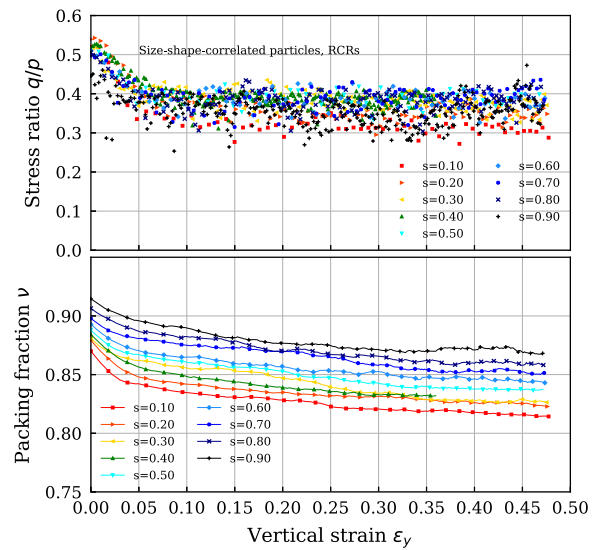 0.6
0.5
0.4
0.3
0.2
0.1
0.0
Stress ratio q/p
Size-shape-correlated particles, RCRs
s=0.10
s=0.20
s=0.30
s=0.40
s=0.50
s=0.60
s=0.70
s=0.80
s=0.90
0.90
0.85
0.80
0.75
Packing fraction ν
s=0.10
s=0.20
s=0.30
s=0.40
s=0.50
s=0.60
s=0.70
s=0.80
s=0.90
0.00 0.05 0.10 0.15 0.20 0.25 0.30 0.35 0.40 0.45 0.50
Vertical strain εy